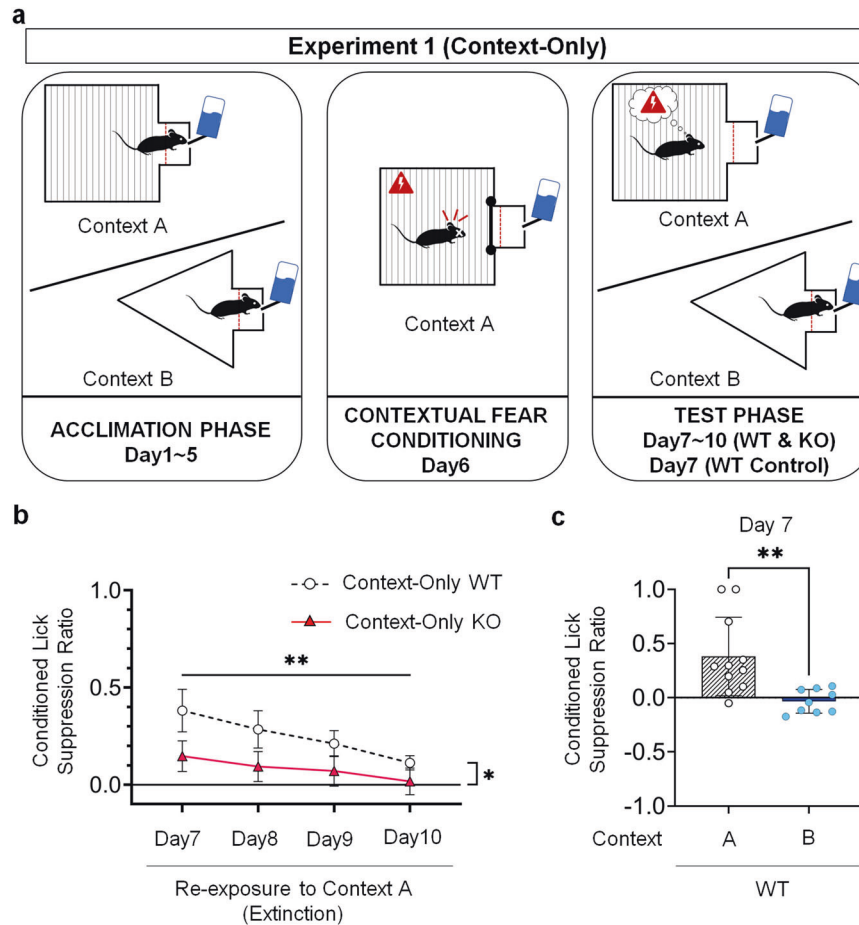 a
Experiment 1 (Context-Only)
Context A
Context B
ACCLIMATION PHASE
Day1~5
Context A
CONTEXTUAL FEAR
CONDITIONING
Day6
Context A
Context B
TEST PHASE
Day7~10 (WT & KO)
Day7 (WT Control)
b
Conditioned Lick
Suppression Ratio
1.0
0.5
0.0
Context-Only WT
Context-Only KO
**
*
Day7 Day8 Day9 Day10
Re-exposure to Context A
(Extinction)
c
Day 7
**
Conditioned Lick
Suppression Ratio
1.0
0.5
0.0
-0.5
-1.0
Context A B
WT